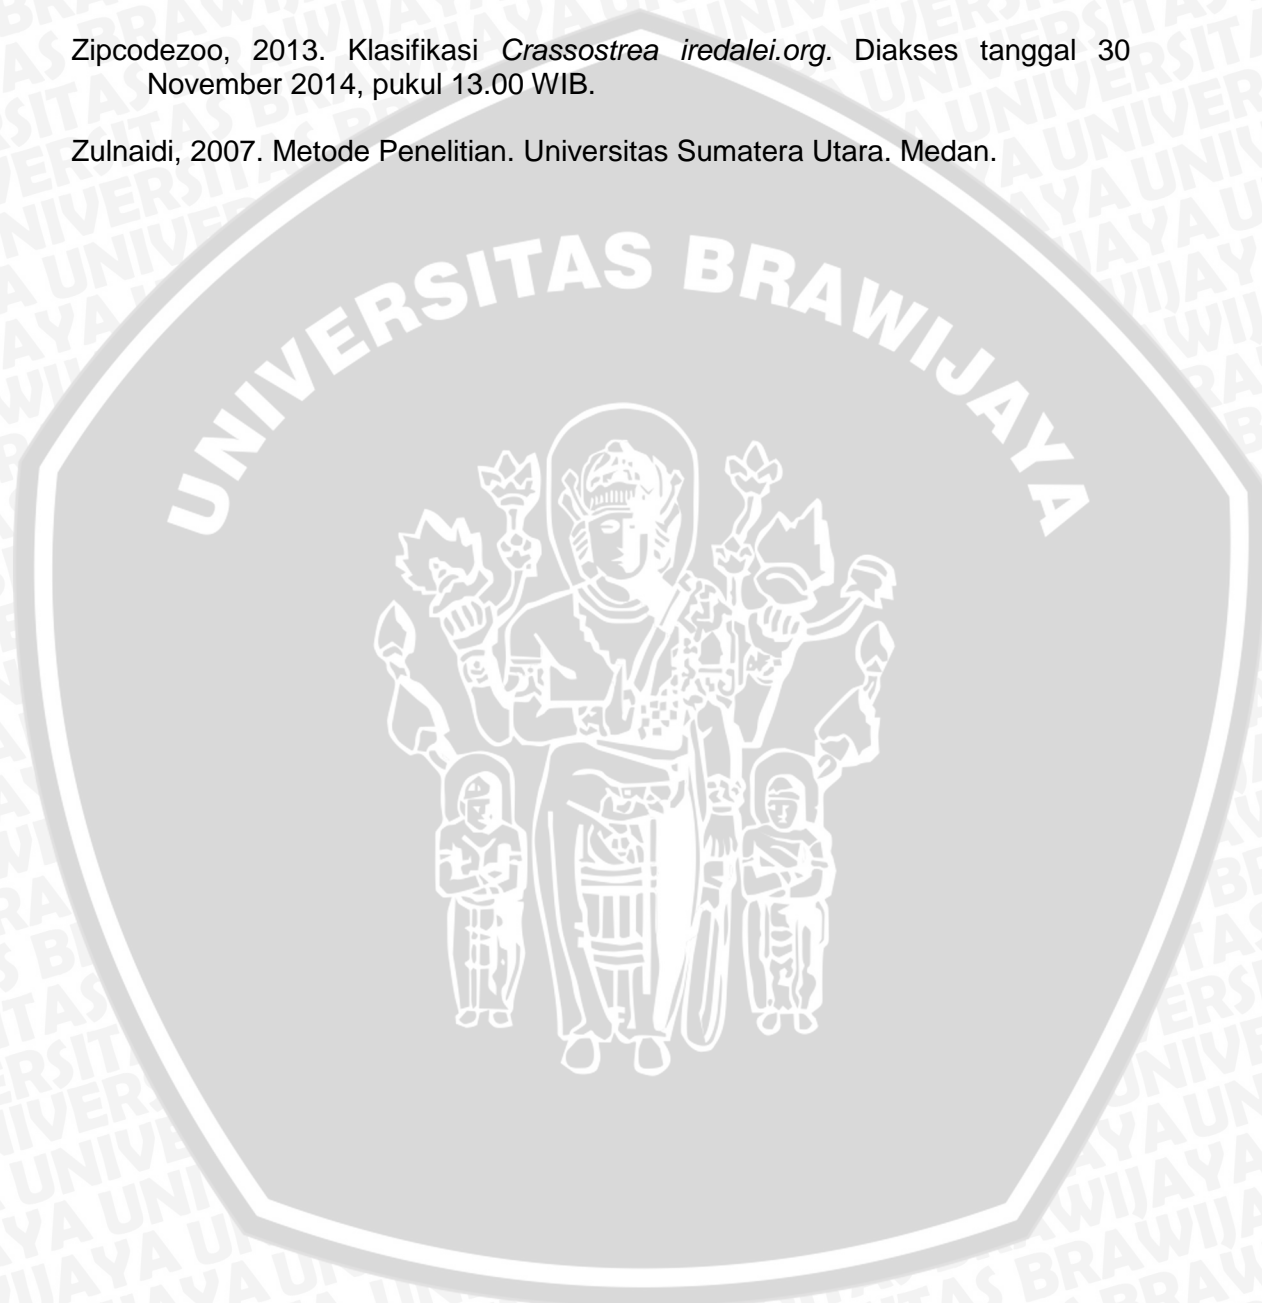 Zipcodezoo, 2013. Klasifikasi Crassostrea iredalei.org. Diakses tanggal 30
November 2014, pukul 13.00 WIB.
Zulnaidi, 2007. Metode Penelitian. Universitas Sumatera Utara. Medan.
UNIVERSITAS BRAWIJAYA